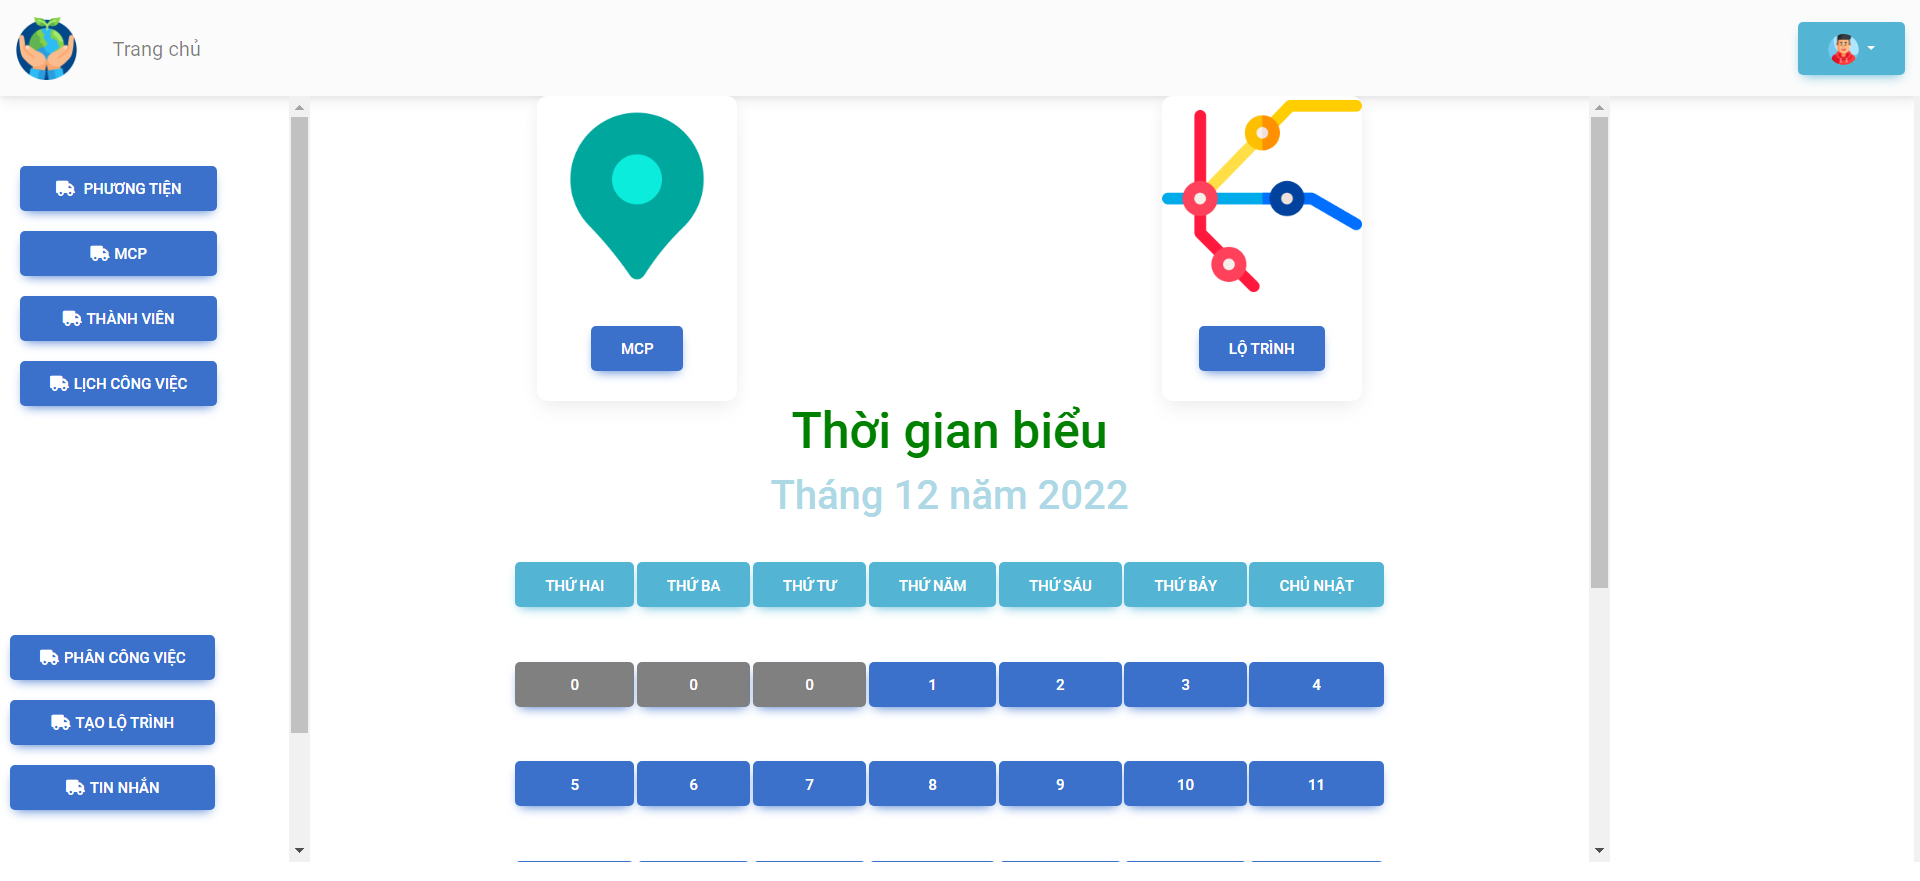 Trang chủ
PHƯƠNG TIỆN
MCP
THÀNH VIÊN
LỊCH CÔNG VIỆC
PHÂN CÔNG VIỆC
TẠO LỘ TRÌNH
TIN NHẮN
MCP
LỘ TRÌNH
Thời gian biểu
Tháng 12 năm 2022
THỨ HAI THỨ BA THỨ TƯ THỨ NĂM THỨ SÁU THỨ BẢY CHỦ NHẬT
0 0 0 1 2 3 4
5 6 7 8 9 10 11